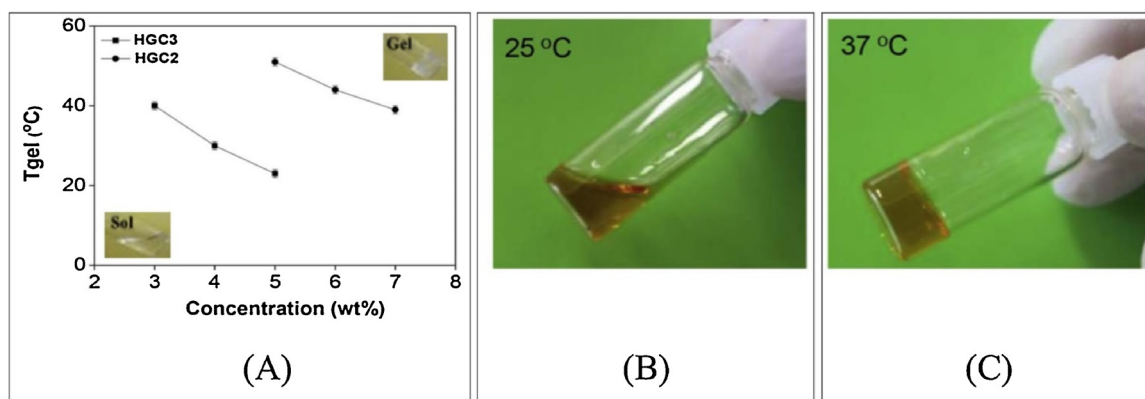 60
40
20
0
2 3 4 5 6 7 8
Tgel (°C)
Concentration (wt%)
HGC3
HGC2
Gel
Sol
(A)
25 °C
(B)
37 °C
(C)